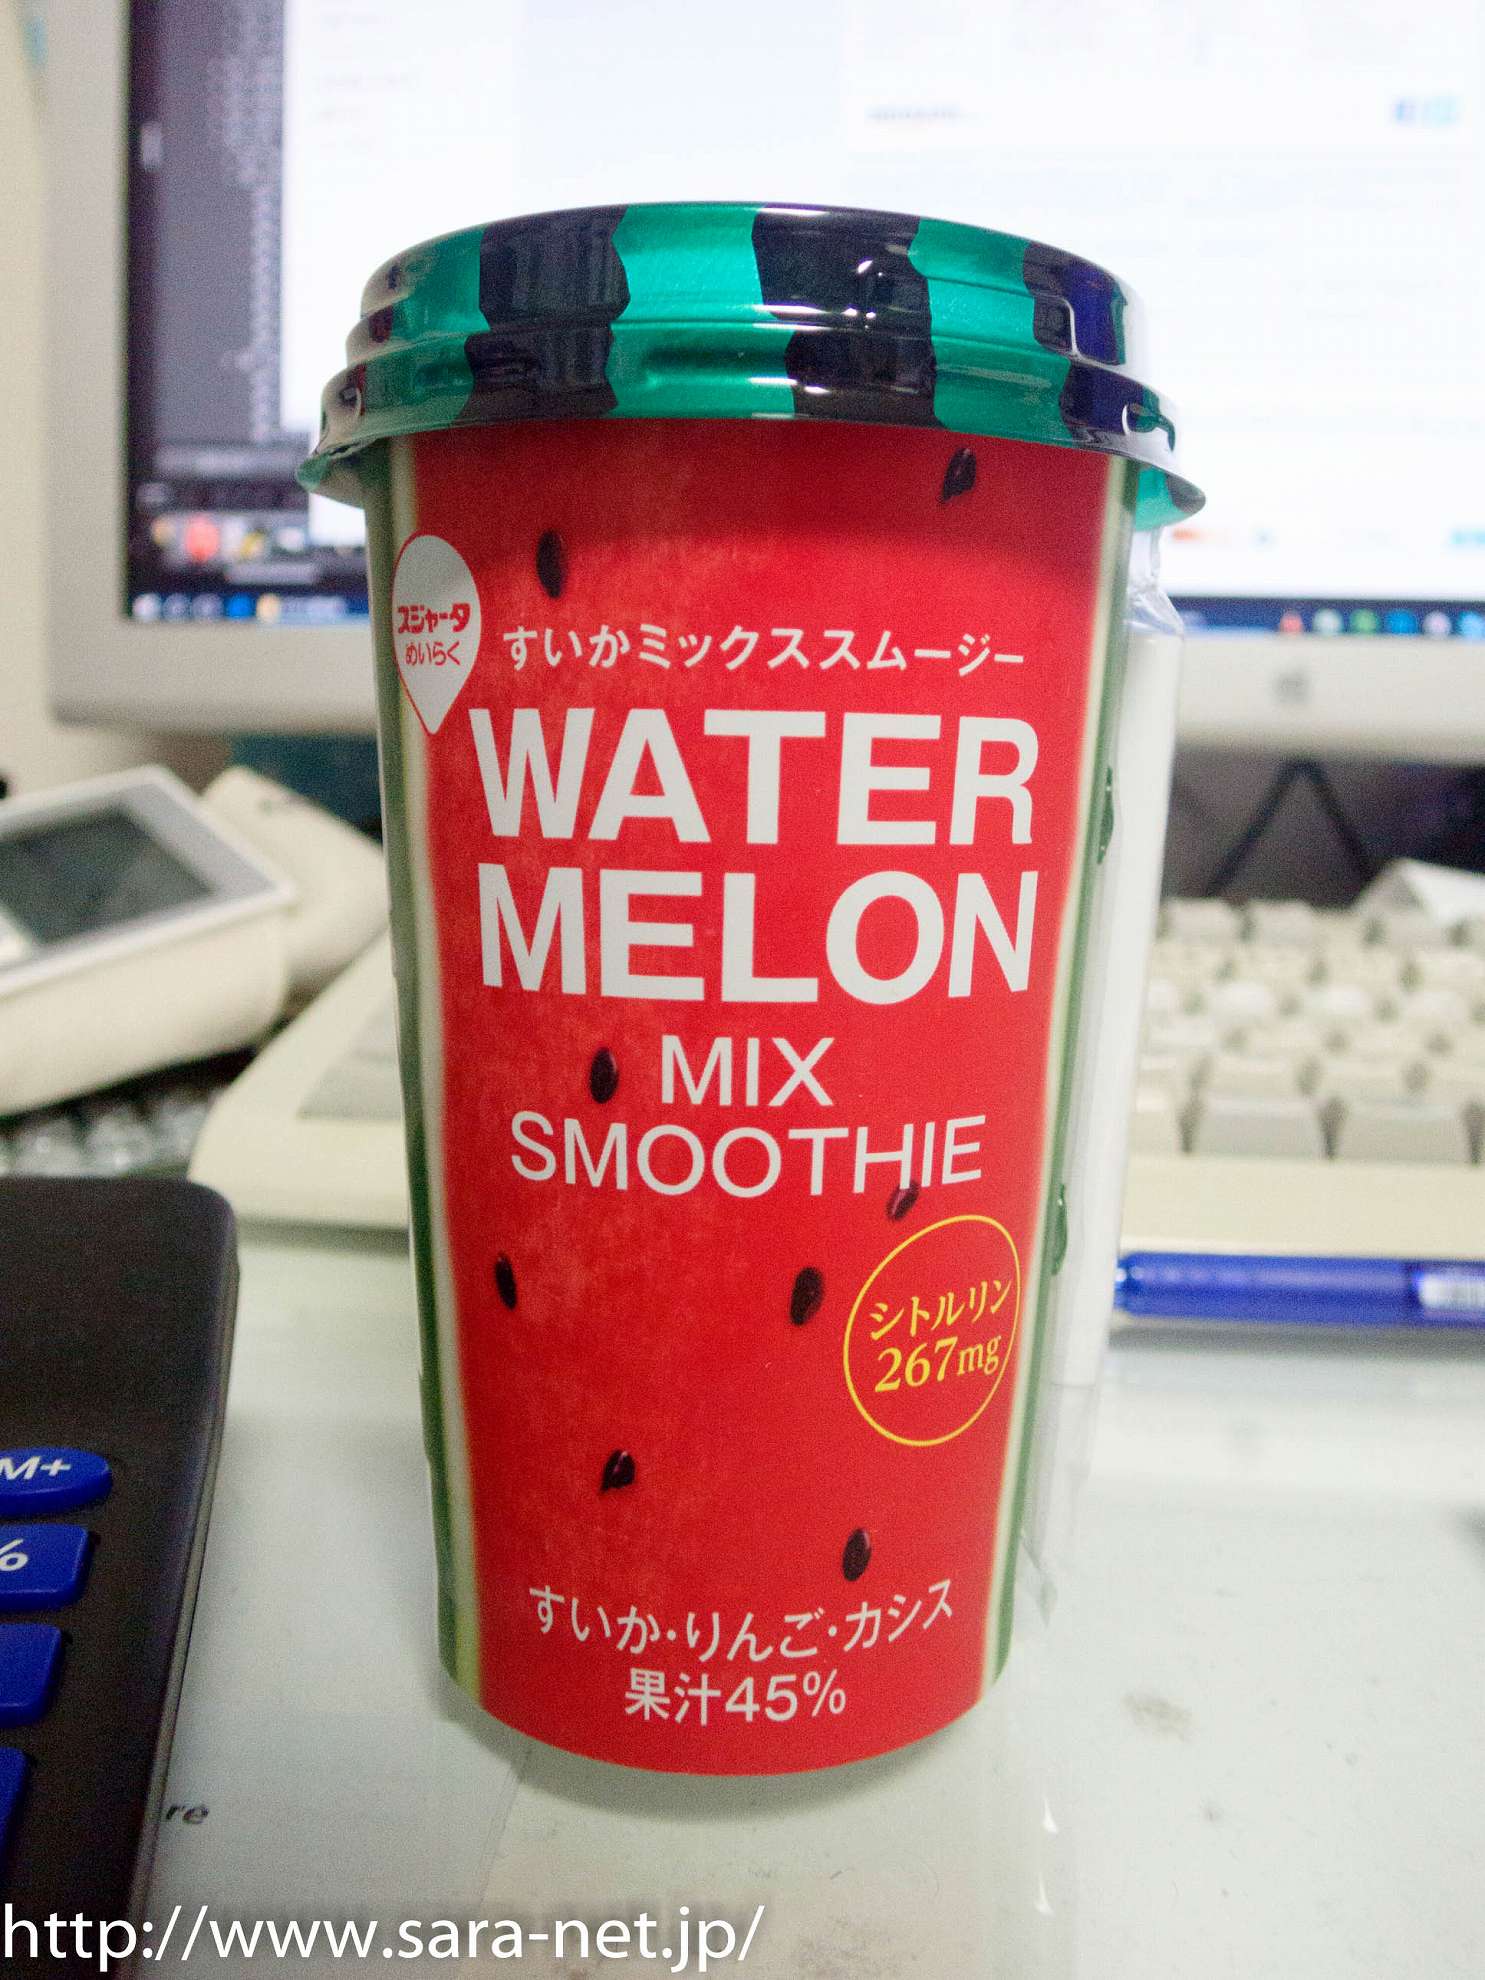 スジャータ
めいらく
すいかミックススムージー
WATER
MELON
MIX
SMOOTHIE
シトルリン
267mg
すいか・りんご・カシス
果汁45%
M+
%
re
http://www.sara-net.jp/